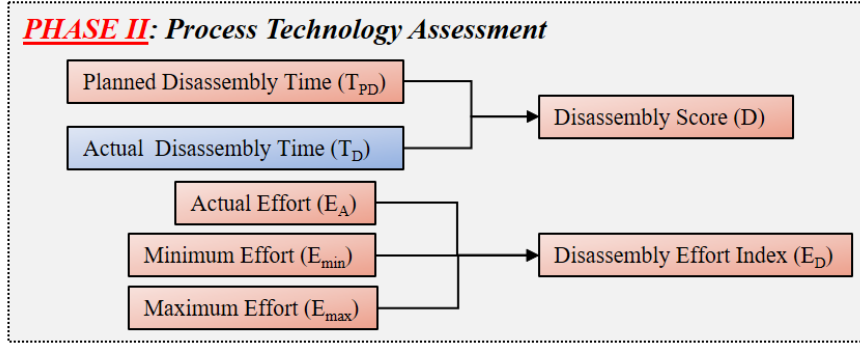 PHASE II: Process Technology Assessment
Planned Disassembly Time (TPD)
Disassembly Score (D)
Actual Disassembly Time (TD)
Actual Effort (EA)
Minimum Effort (Emin)
Disassembly Effort Index (ED)
Maximum Effort (Emax)